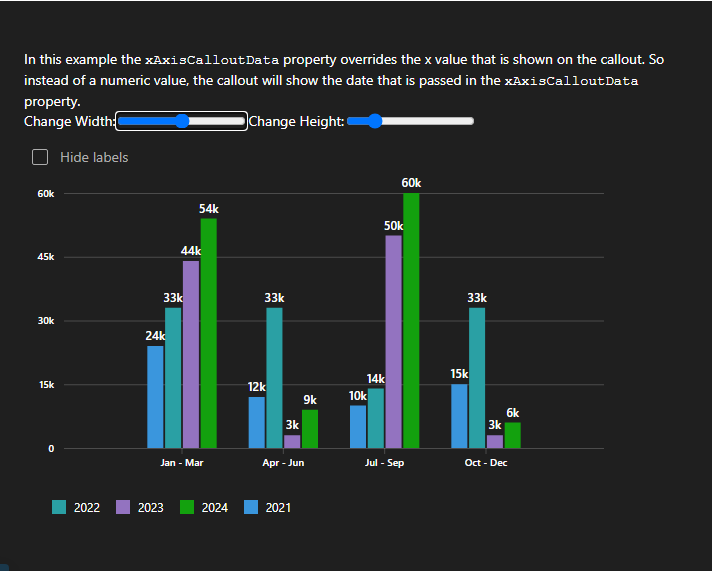 In this example the xAxisCalloutData property overrides the x value that is shown on the callout. So
instead of a numeric value, the callout will show the date that is passed in the xAxisCalloutData
property.
Change Width: Change Height:
Hide labels
60k
45k
30k
15k
0
24k 33k 44k 54k
12k 33k 3k 9k
10k 14k 50k 60k
15k 33k 3k 6k
Jan - Mar Apr - Jun Jul - Sep Oct - Dec
2022 2023 2024 2021